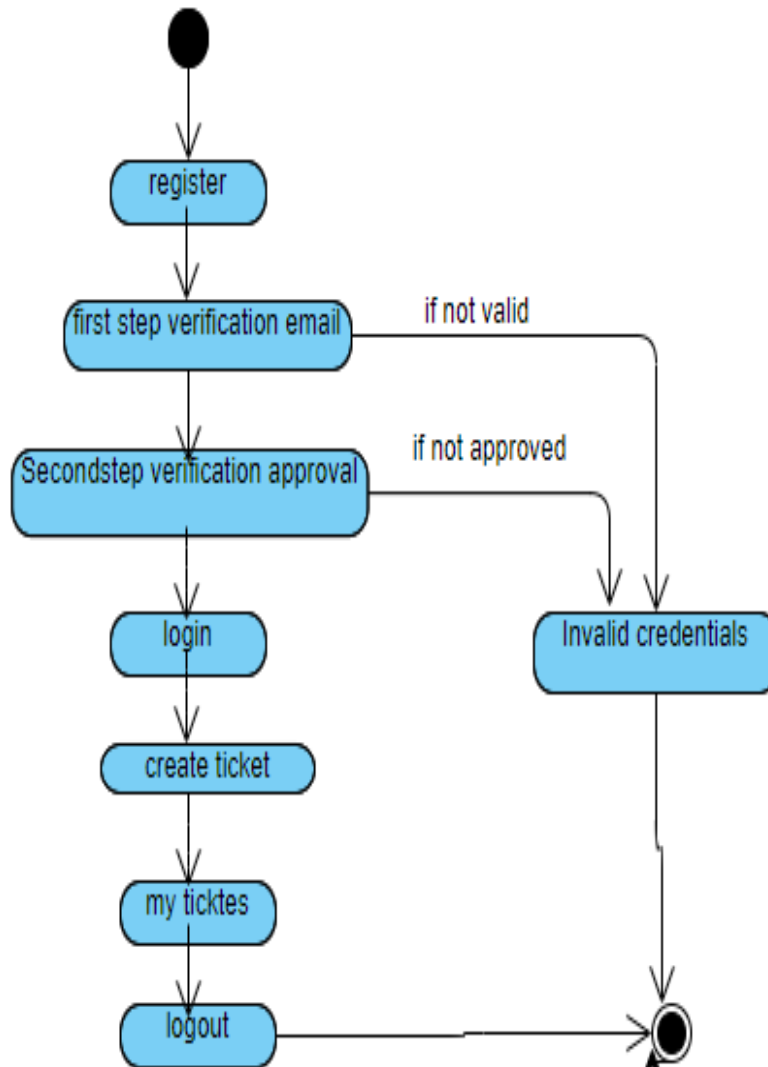 register
first step verification email
if not valid
Secondstep verification approval
if not approved
login
Invalid credentials
create ticket
my ticktes
logout